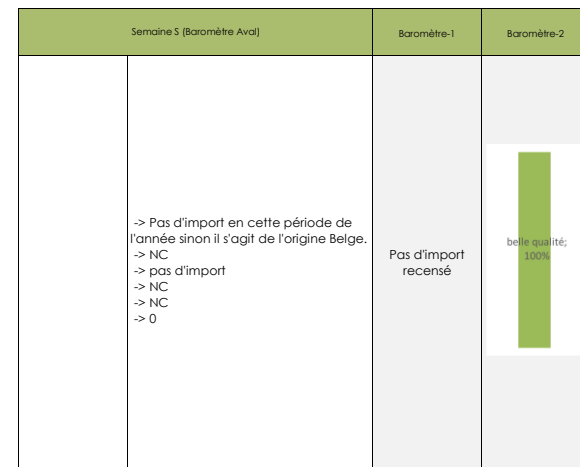 Semaine S (Baromètre Aval)
Baromètre-1
Baromètre-2
-> Pas d'import en cette période de
l'année sinon il s'agit de l'origine Belge.
-> NC
-> pas d'import
-> NC
-> NC
-> 0
Pas d'import
recensé
belle qualité;
100%